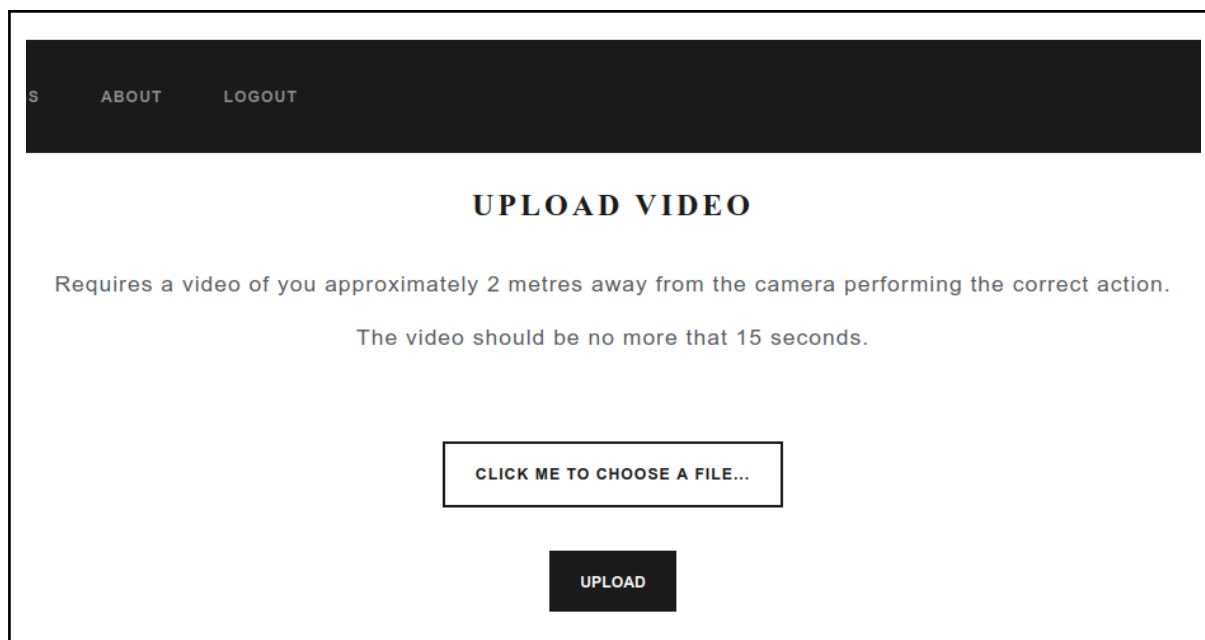 S ABOUT LOGOUT
UPLOAD VIDEO
Requires a video of you approximately 2 metres away from the camera performing the correct action.
The video should be no more that 15 seconds.
CLICK ME TO CHOOSE A FILE...
UPLOAD